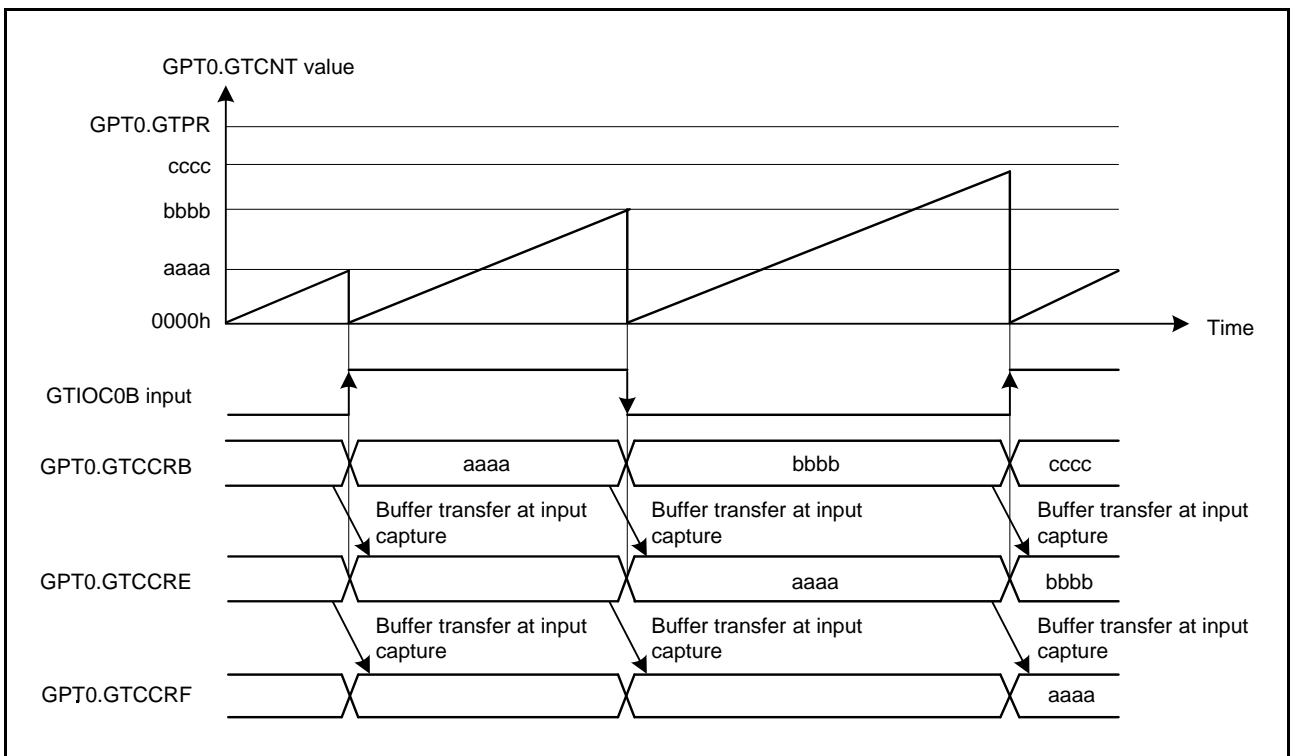 GPT0.GTCNT value
GPT0.GTPR
cccc
bbbb
aaaa
0000h
Time
GTIOC0B input
GPT0.GTCCRB
aaaa
bbbb
cccc
Buffer transfer at input
capture
Buffer transfer at input
capture
Buffer transfer at input
capture
GPT0.GTCCRE
aaaa
bbbb
Buffer transfer at input
capture
Buffer transfer at input
capture
Buffer transfer at input
capture
GPT0.GTCCRF
aaaa